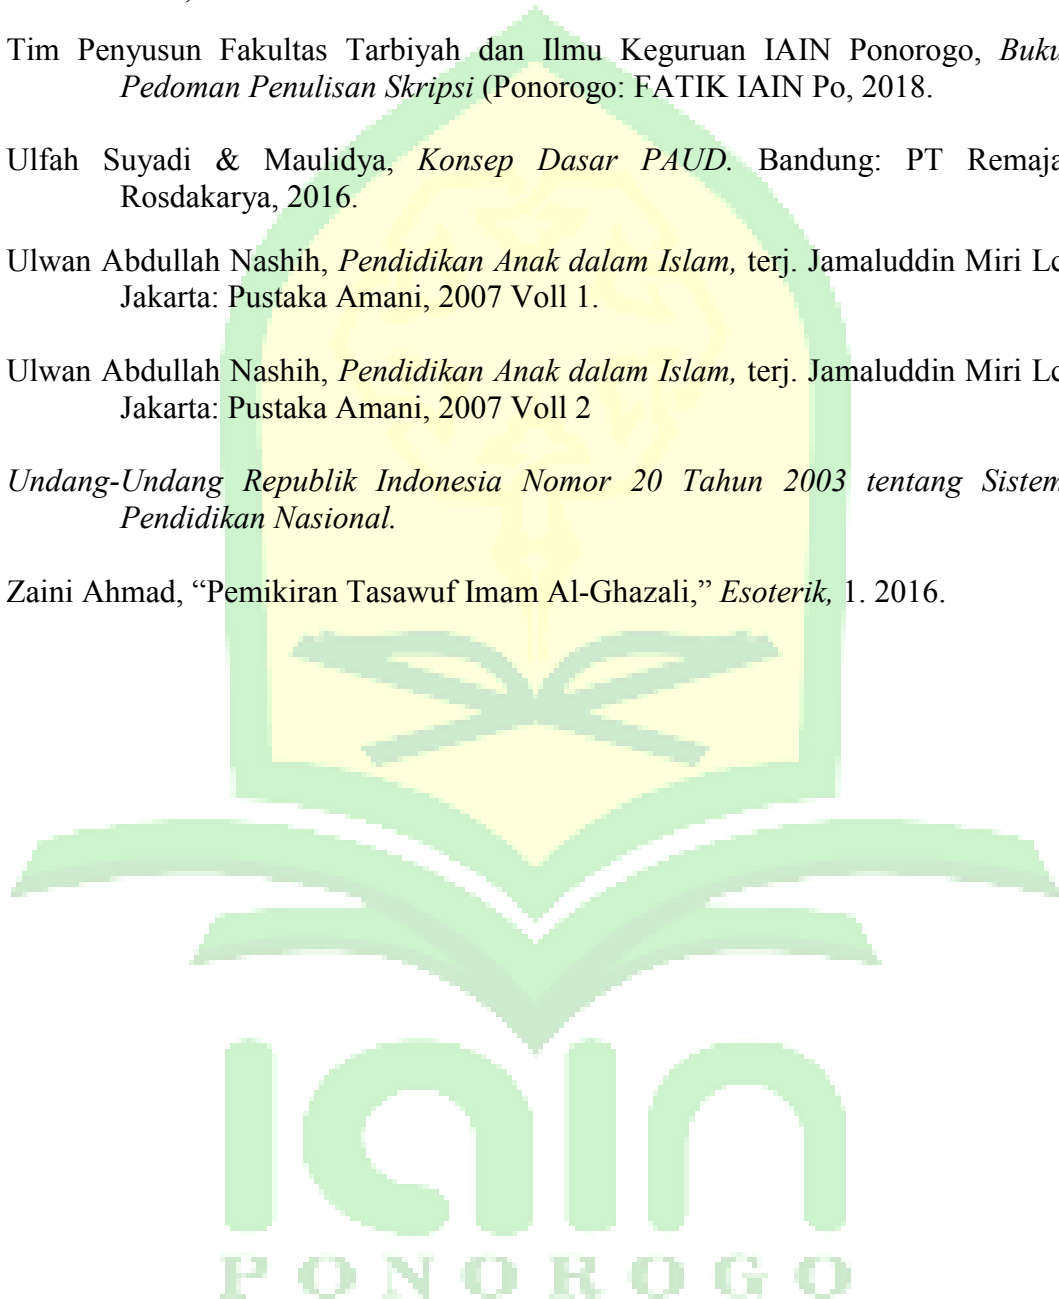 Tim Penyusun Fakultas Tarbiyah dan Ilmu Keguruan IAIN Ponorogo, Buku
Pedoman Penulisan Skripsi (Ponorogo: FATIK IAIN Po, 2018.
Ulfah Suyadi & Maulidya, Konsep Dasar PAUD. Bandung: PT Remaja
Rosdakarya, 2016.
Ulwan Abdullah Nashih, Pendidikan Anak dalam Islam, terj. Jamaluddin Miri Lc
Jakarta: Pustaka Amani, 2007 Voll 1.
Ulwan Abdullah Nashih, Pendidikan Anak dalam Islam, terj. Jamaluddin Miri Lc
Jakarta: Pustaka Amani, 2007 Voll 2
Undang-Undang Republik Indonesia Nomor 20 Tahun 2003 tentang Sistem
Pendidikan Nasional.
Zaini Ahmad, “Pemikiran Tasawuf Imam Al-Ghazali,” Esoterik, 1. 2016.
iain
PONOROGO